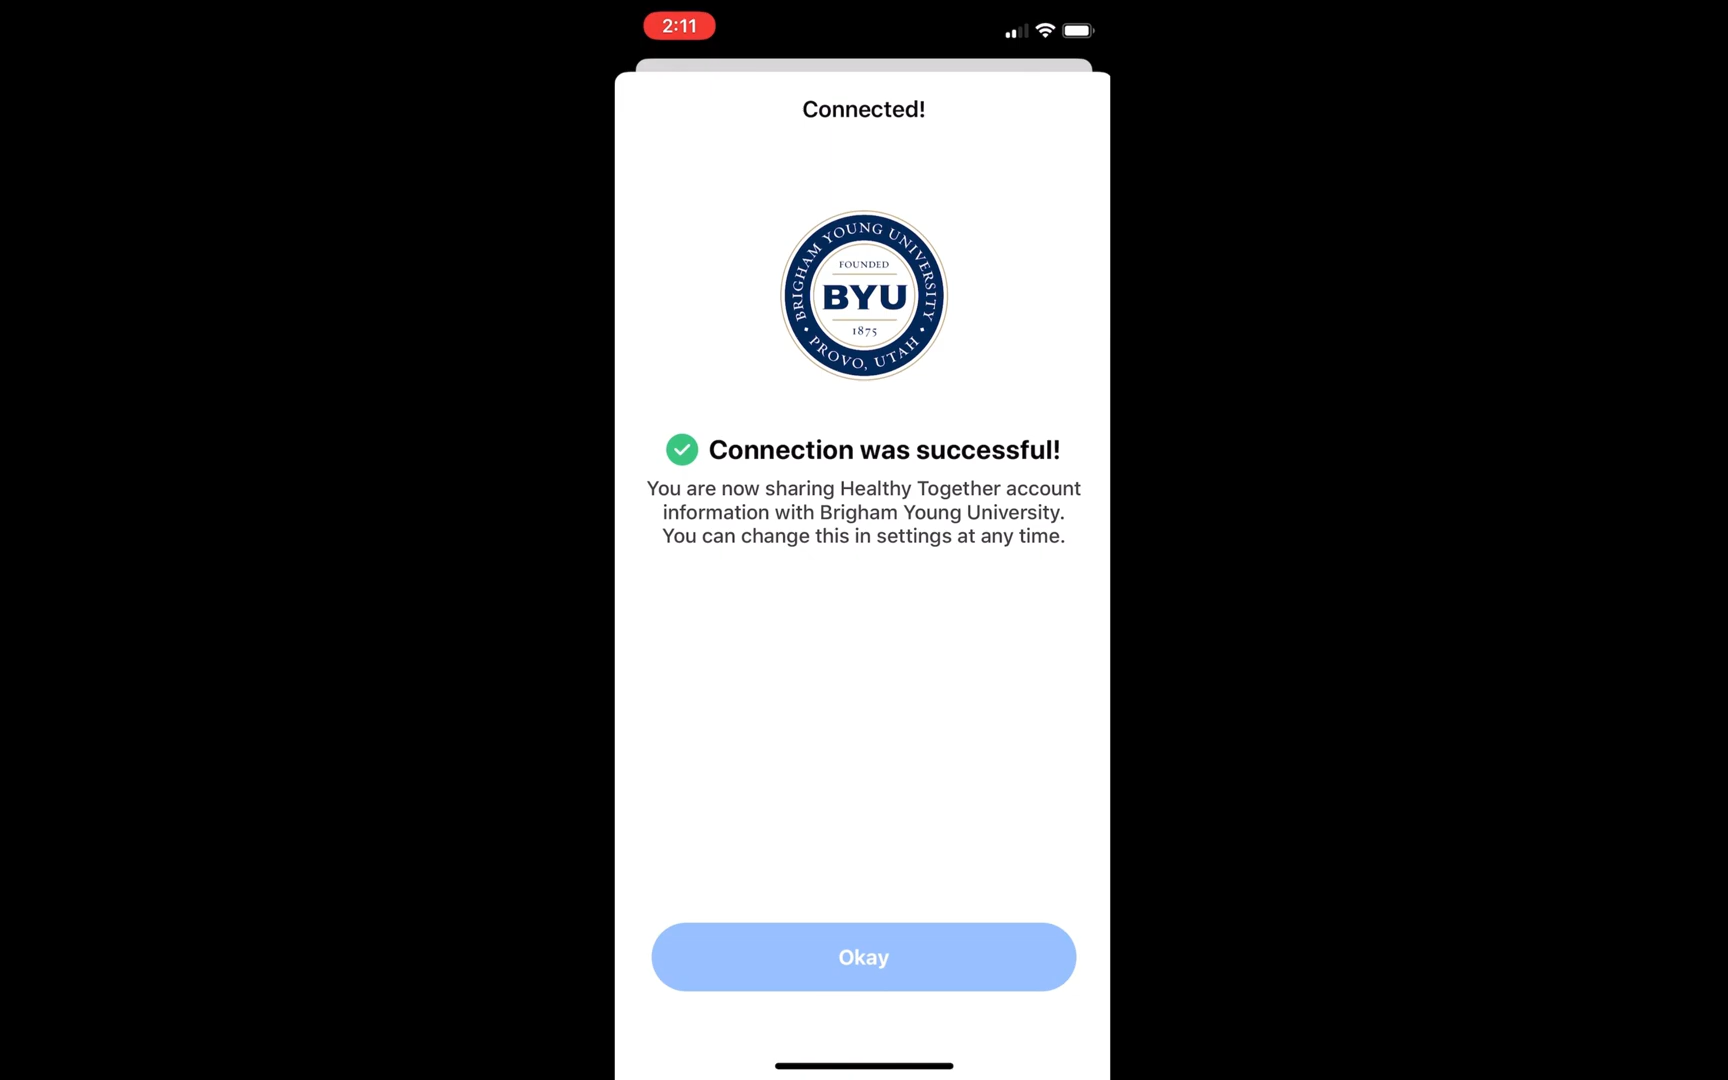 2:11
Connected!
BRIGHAM YOUNG UNIVERSITY
FOUNDED
BYU
1875
PROVO, UTAH
Connection was successful!
You are now sharing Healthy Together account
information with Brigham Young University.
You can change this in settings at any time.
Okay